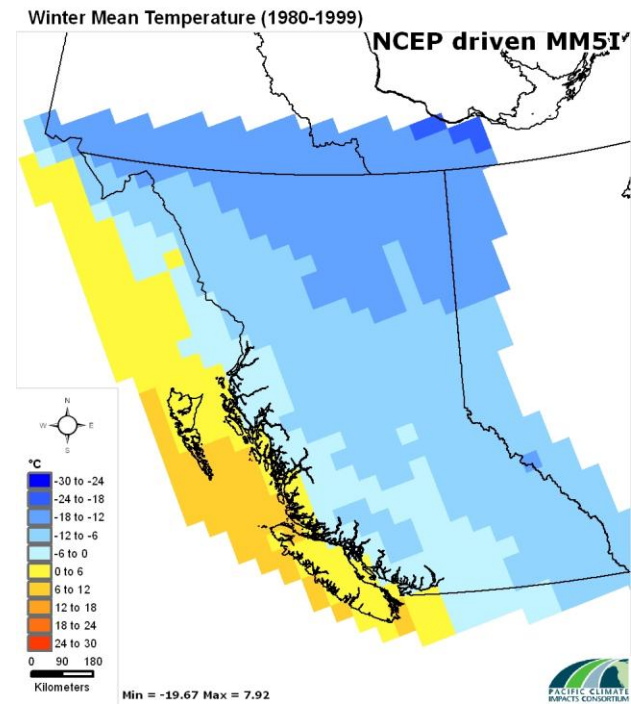 Winter Mean Temperature (1980-1999)
NCEP driven MM5I
N
W E
S
°C
-30 to -24
-24 to -18
-18 to -12
-12 to -6
-6 to 0
0 to 6
6 to 12
12 to 18
18 to 24
24 to 30
0 90 180
Kilometers
Min = -19.67 Max = 7.92
PACIFIC CLIMATE
IMPACTS CONSORTIUM